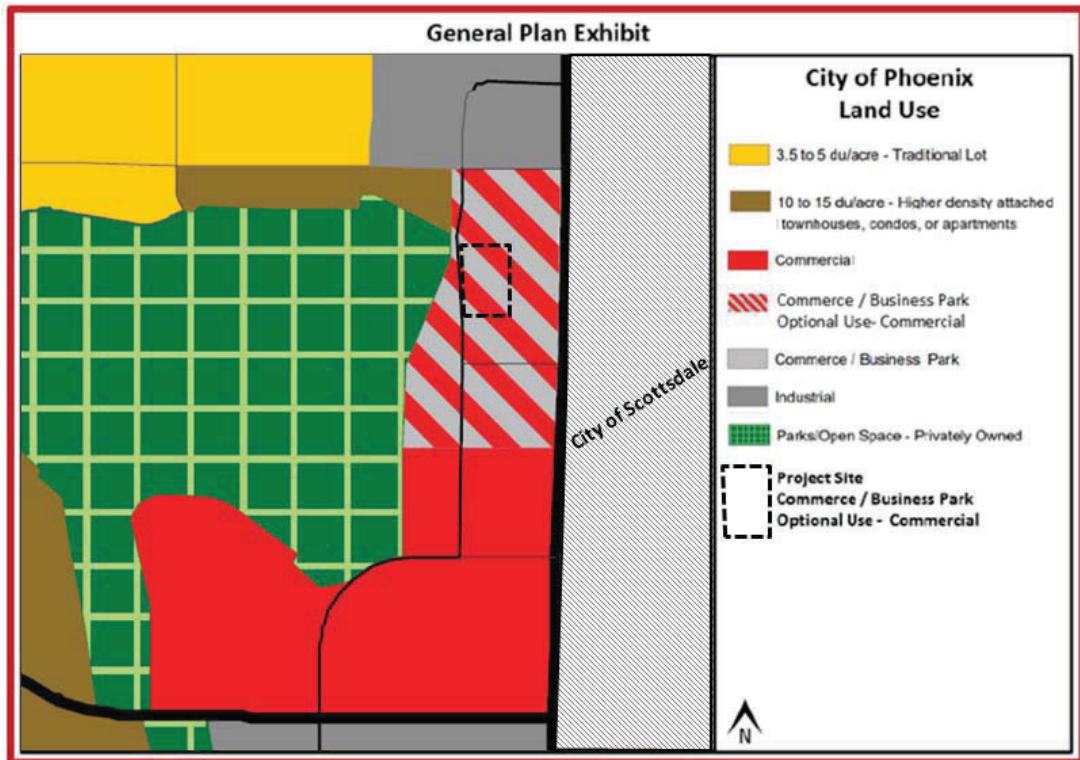 General Plan Exhibit
City of Phoenix
Land Use
3.5 to 5 du/acre - Traditional Lot
10 to 15 du/acre - Higher density attached
townhouses, condos, or apartments
Commercial
Commerce / Business Park
Optional Use- Commercial
Commerce / Business Park
Industrial
Parks/Open Space - Privately Owned
Project Site
Commerce / Business Park
Optional Use - Commercial
City of Scottsdale
N